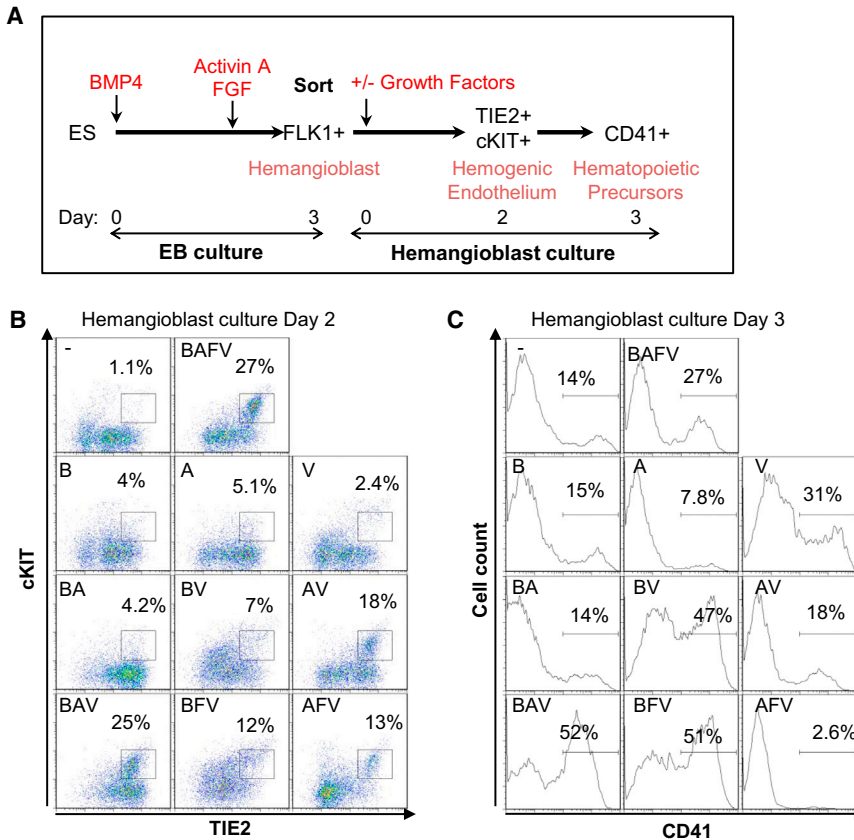 A
BMP4
Activin A
FGF
Sort
+/- Growth Factors
ES
FLK1+
TIE2+
cKIT+
CD41+
Hemangioblast
Hemogenic
Endothelium
Hematopoietic
Precursors
Day: 0 3 0 2 3
EB culture
Hemangioblast culture
B
Hemangioblast culture Day 2
-
1.1%
BAFV
27%
B
4%
A
5.1%
V
2.4%
BA
4.2%
BV
7%
AV
18%
BAV
25%
BFV
12%
AFV
13%
cKIT
TIE2
C
Hemangioblast culture Day 3
-
14%
BAFV
27%
B
15%
A
7.8%
V
31%
BA
14%
BV
47%
AV
18%
BAV
52%
BFV
51%
AFV
2.6%
Cell count
CD41